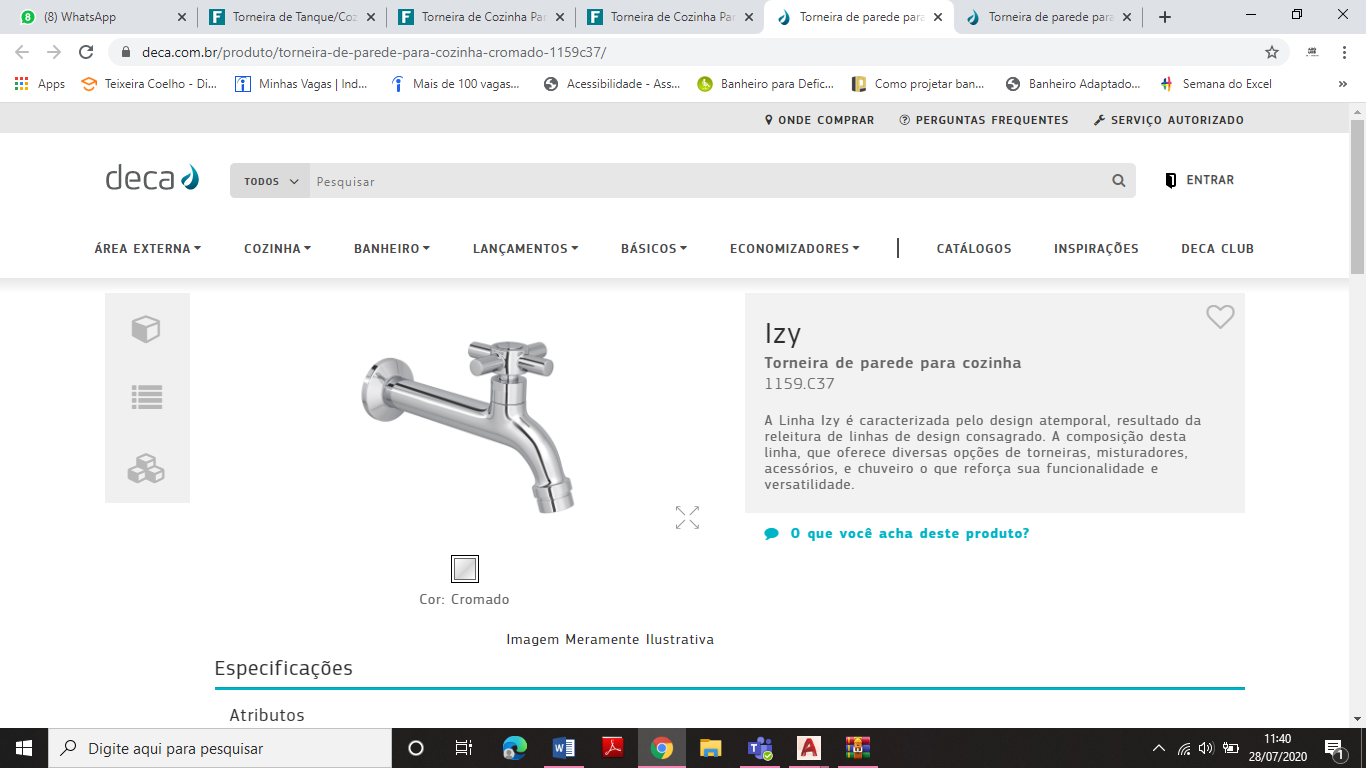 (8) WhatsApp
Torneira de Tanque/Coz
Torneira de Cozinha Par
Torneira de Cozinha Par
Torneira de parede para
Torneira de parede para
deca.com.br/produto/torneira-de-parede-para-cozinha-cromado-1159c37/
Apps
Teixeira Coelho - Di...
Minhas Vagas | Ind...
Mais de 100 vagas...
Acessibilidade - Ass...
Banheiro para Defic...
Como projetar ban...
Banheiro Adaptado...
Semana do Excel
»
ONDE COMPRAR
PERGUNTAS FREQUENTES
SERVIÇO AUTORIZADO
deca
TODOS
Pesquisar
ENTRAR
ÁREA EXTERNA
COZINHA
BANHEIRO
LANÇAMENTOS
BÁSICOS
ECONOMIZADORES
CATÁLOGOS
INSPIRAÇÕES
DECA CLUB
Izy
Torneira de parede para cozinha
1159.C37
A Linha Izy é caracterizada pelo design atemporal, resultado da
releitura de linhas de design consagrado. A composição desta
linha, que oferece diversas opções de torneiras, misturadores,
acessórios, e chuveiro o que reforça sua funcionalidade e
versatilidade.
O que você acha deste produto?
Cor: Cromado
Imagem Meramente Ilustrativa
Especificações
Atributos
Digite aqui para pesquisar
11:40
28/07/2020
1